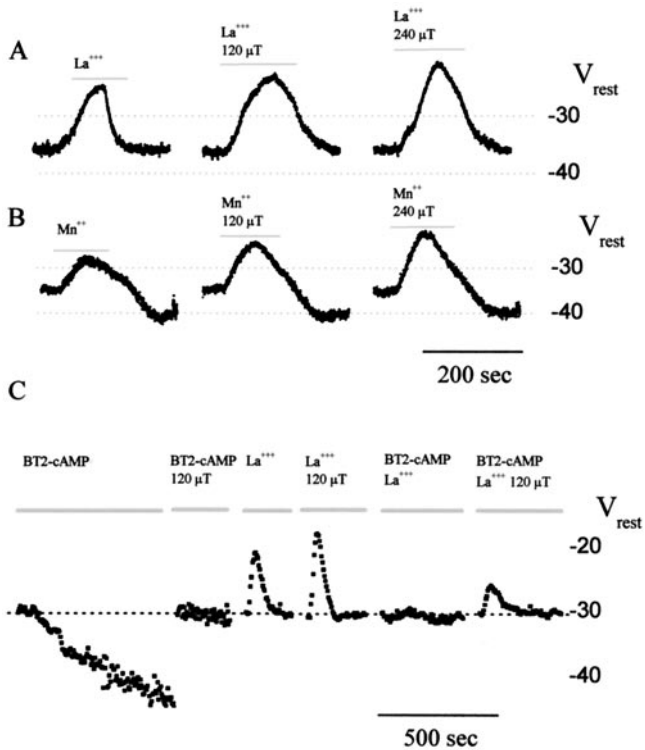 A
La+++
La+++
120 µT
La+++
240 µT
Vrest
-30
-40
B
Mn++
Mn++
120 µT
Mn++
240 µT
Vrest
-30
-40
200 sec
C
BT2-cAMP
BT2-cAMP
120 µT
La+++
La+++
120 µT
BT2-cAMP
La+++
BT2-cAMP
La+++ 120 µT
Vrest
-20
-30
-40
500 sec